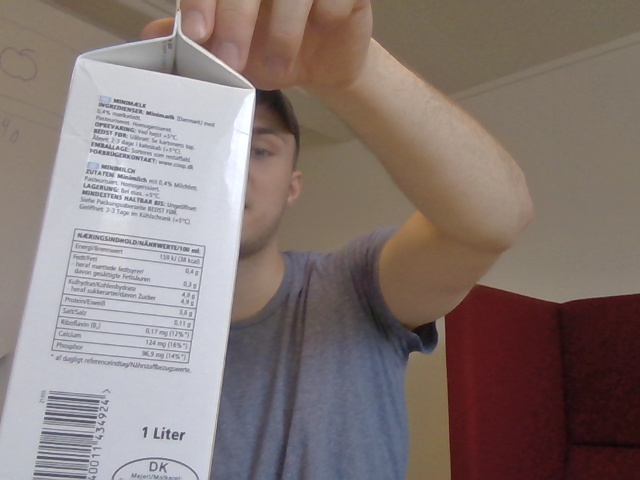 MINIMÆLK
INGREDIENSER: Minimælk (Danmark) med
0,4% mælkefedt.
Pasteuriseret. Homogeniseret.
OPBEVARING: Ved højst +5°C.
BEDST FØR: Uåbnet: Se kartonens top.
Åbnet: 2-3 dage i køleskab (+5°C).
EMBALLAGE: Sorteres som restaffald.
FORBRUGERKONTAKT: www.coop.dk
MINIMILCH
ZUTATEN: Minimilch mit 0,4% Milchfett.
Pasteurisiert. Homogenisiert.
LAGERUNG: Bei max. +5°C.
MINDESTENS HALTBAR BIS: Ungeöffnet:
Siehe Packungsoberkante BEDST FØR.
Geöffnet: 2-3 Tage im Kühlschrank (+5°C)
NÆRINGSINDHOLD/NÄHRWERTE/100 ml:
Energi/Brennwert 159 kJ (38 kcal)
Fedt/Fett 0,4 g
heraf mættede fedtsyrer/
davon gesättigte Fettsäuren 0,3 g
Kulhydrat/Kohlenhydrate 4,9 g
heraf sukkerarter/davon Zucker 4,9 g
Protein/Eiweiß 3,6 g
Salt/Salz 0,11 g
Riboflavin (B₂) 0,17 mg (12%*)
Calcium 124 mg (16%*)
Phosphor 96,9 mg (14%*)
* af dagligt referenceindtag/Nährstoffbezugswerte.
1 Liter
DK